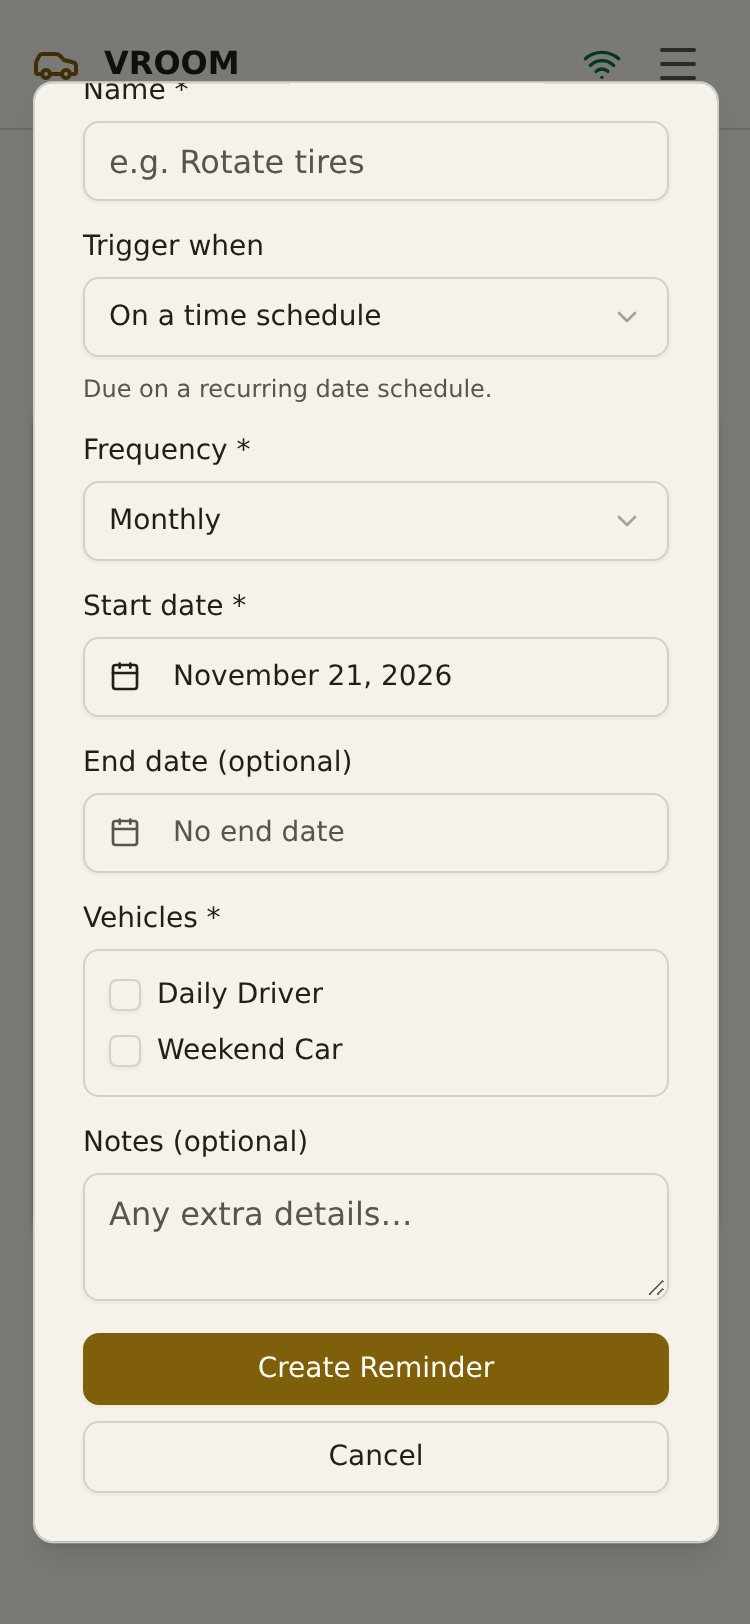 VROOM
Name *
e.g. Rotate tires
Trigger when
On a time schedule
Due on a recurring date schedule.
Frequency *
Monthly
Start date *
November 21, 2026
End date (optional)
No end date
Vehicles *
Daily Driver
Weekend Car
Notes (optional)
Any extra details...
Create Reminder
Cancel